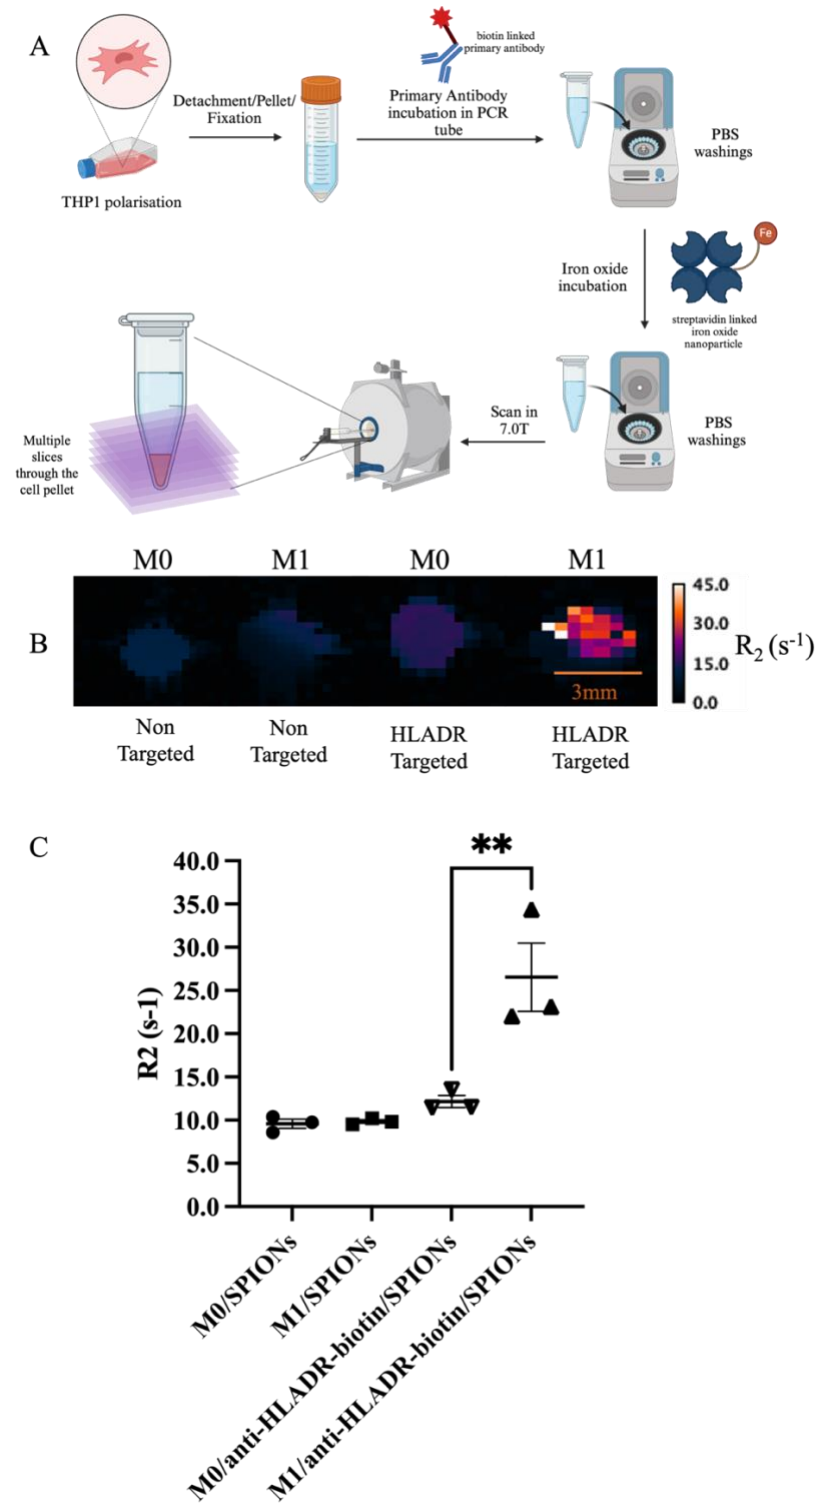 A
biotin linked
primary antibody
Detachment/Pellet/
Fixation
Primary Antibody
incubation in PCR
tube
PBS
washings
THP1 polarisation
Fe
Iron oxide
incubation
streptavidin linked
iron oxide
nanoparticle
Scan in
7.0T
PBS
washings
Multiple
slices
through the
cell pellet
M0 M1 M0 M1
B
45.0
30.0
15.0
0.0
R2 (s-1)
3mm
Non
Targeted
Non
Targeted
HLADR
Targeted
HLADR
Targeted
C
**
40.0
35.0
30.0
25.0
20.0
15.0
10.0
5.0
0.0
R2 (s-1)
M0/SPIONs
M1/SPIONs
M0/anti-HLADR-biotin/SPIONs
M1/anti-HLADR-biotin/SPIONs